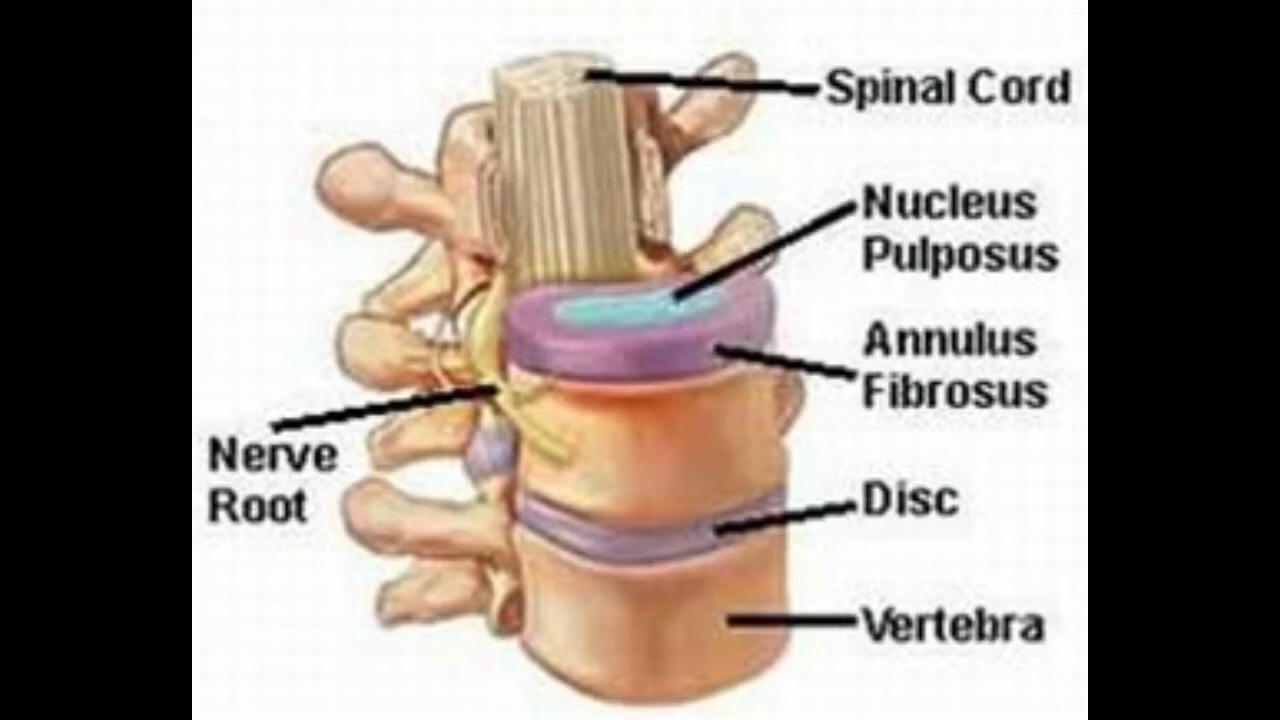 Spinal Cord
Nucleus
Pulposus
Annulus
Fibrosus
Nerve
Root
Disc
Vertebra